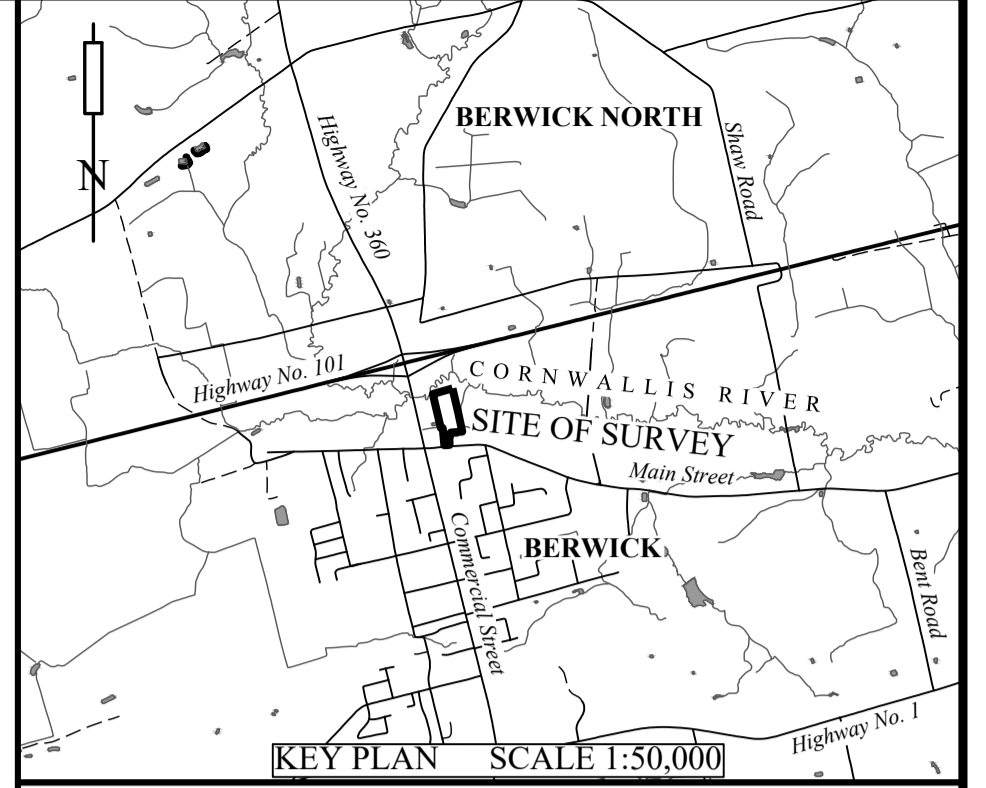 BERWICK NORTH
Highway No. 360
Shaw Road
N
Highway No. 101
CORNWALLIS RIVER
SITE OF SURVEY
Main Street
BERWICK
Commercial Street
Bent Road
Highway No. 1
KEY PLAN SCALE 1:50,000